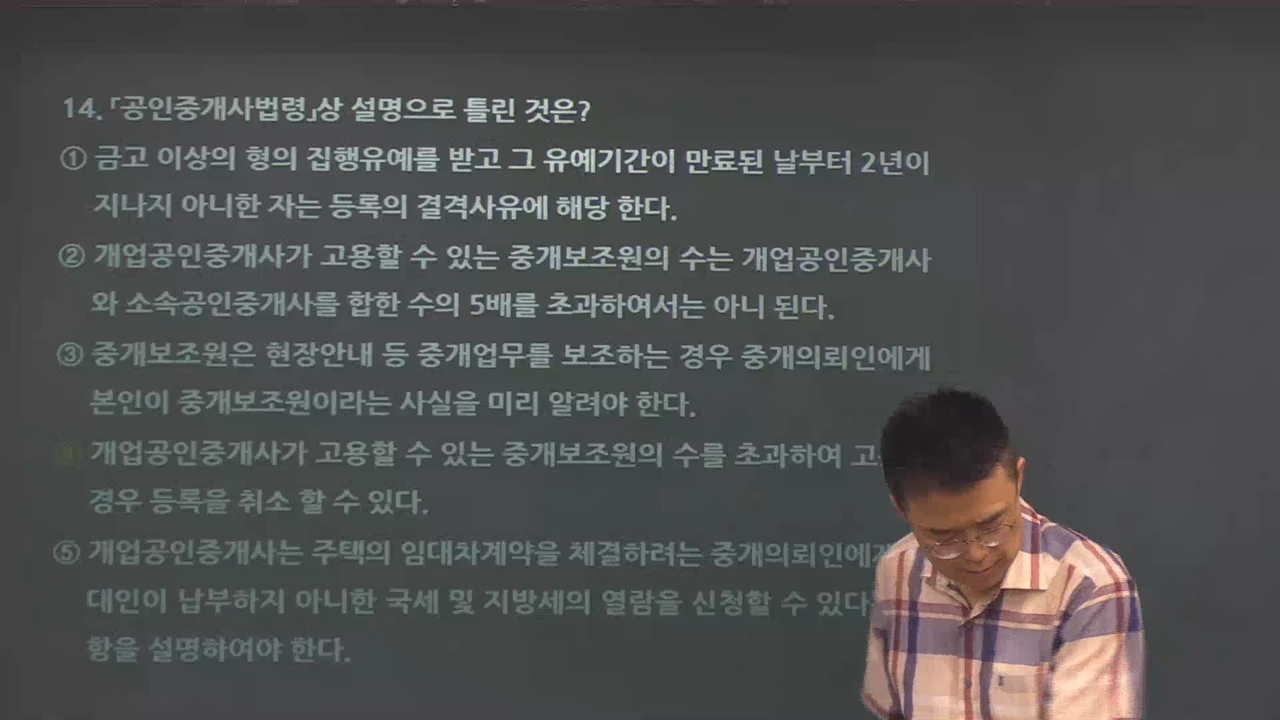 14. 「공인중개사법령」상 설명으로 틀린 것은?
① 금고 이상의 형의 집행유예를 받고 그 유예기간이 만료된 날부터 2년이
지나지 아니한 자는 등록의 결격사유에 해당 한다.
② 개업공인중개사가 고용할 수 있는 중개보조원의 수는 개업공인중개사
와 소속공인중개사를 합한 수의 5배를 초과하여서는 아니 된다.
③ 중개보조원은 현장안내 등 중개업무를 보조하는 경우 중개의뢰인에게
본인이 중개보조원이라는 사실을 미리 알려야 한다.
개업공인중개사가 고용할 수 있는 중개보조원의 수를 초과하여
경우 등록을 취소 할 수 있다.
⑤ 개업공인중개사는 주택의 임대차계약을 체결하려는 중개의뢰인에게
대인이 납부하지 아니한 국세 및 지방세의 열람을 신청할 수 있다
항을 설명하여야 한다.